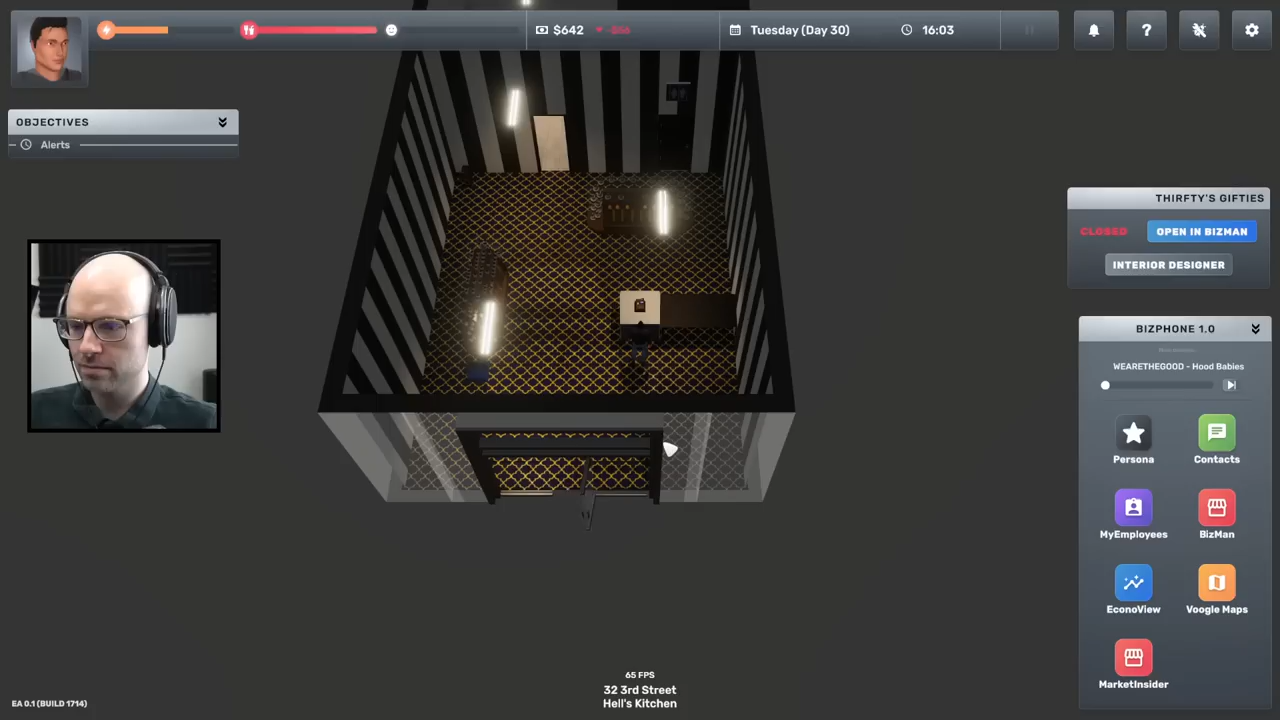 $642
Tuesday (Day 30)
16:03
?
OBJECTIVES
Alerts
THIRFTY'S GIFTIES
CLOSED
OPEN IN BIZMAN
INTERIOR DESIGNER
BIZPHONE 1.0
WEARETHEGOOD - Hood Babies
Persona
Contacts
MyEmployees
BizMan
EconoView
Voogle Maps
MarketInsider
65 FPS
32 3rd Street
Hell's Kitchen
EA 0.1 (BUILD 1714)